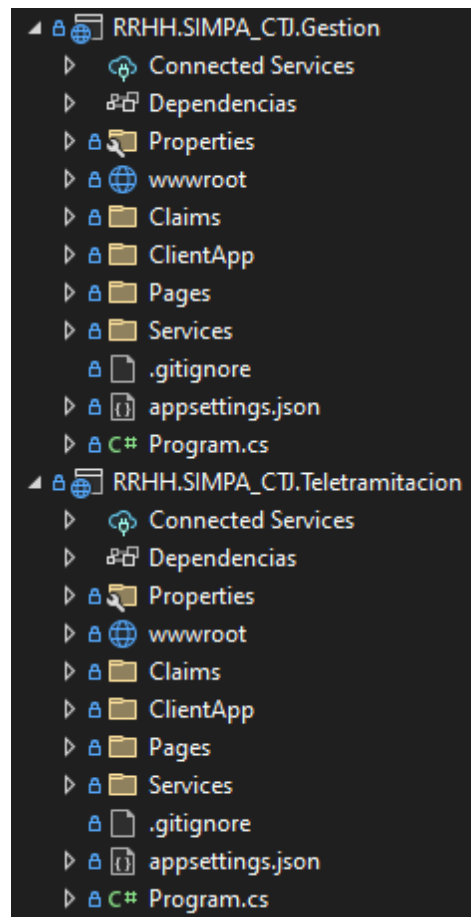 RRHH.SIMPA_CTJ.Gestion
Connected Services
Dependencias
Properties
wwwroot
Claims
ClientApp
Pages
Services
.gitignore
appsettings.json
C# Program.cs
RRHH.SIMPA_CTJ.Teletramitacion
Connected Services
Dependencias
Properties
wwwroot
Claims
ClientApp
Pages
Services
.gitignore
appsettings.json
C# Program.cs